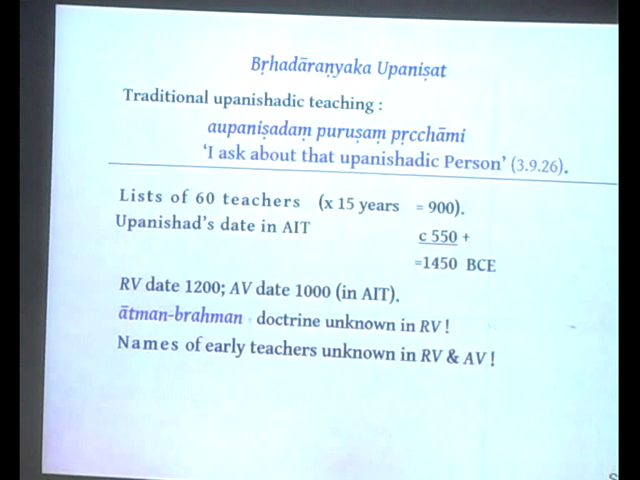 Bṛhadāraṇyaka Upaniṣat
Traditional upanishadic teaching :
aupaniṣadaṃ puruṣaṃ pṛcchāmi
‘I ask about that upanishadic Person’ (3.9.26).
Lists of 60 teachers (x 15 years = 900).
Upanishad's date in AIT c 550 +
=1450 BCE
RV date 1200; AV date 1000 (in AIT).
ātman-brahman doctrine unknown in RV !
Names of early teachers unknown in RV & AV !